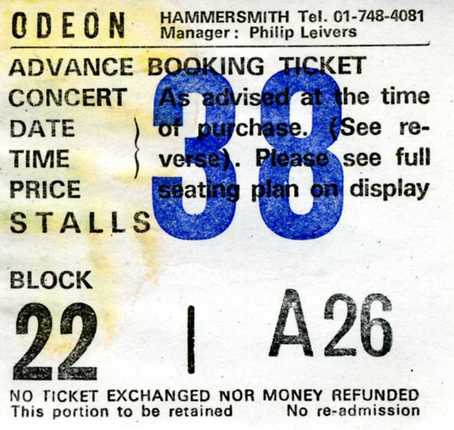 ODEON HAMMERSMITH Tel. 01-748-4081
Manager: Philip Leivers
ADVANCE BOOKING TICKET
CONCERT As advised at the time
DATE of purchase. (See re-
TIME verse). Please see full
PRICE seating plan on display
STALLS
38
BLOCK
22 | A26
NO TICKET EXCHANGED NOR MONEY REFUNDED
This portion to be retained No re-admission